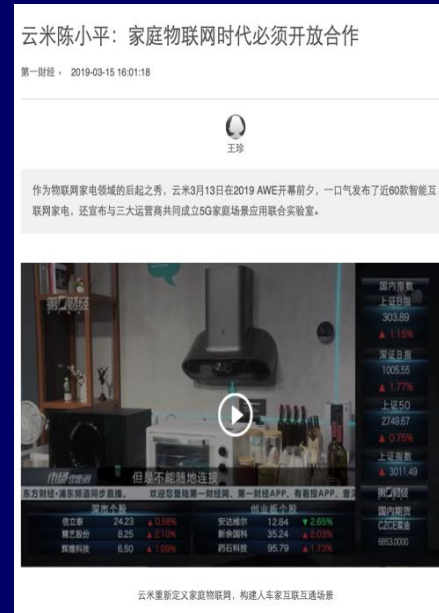 云米陈小平：家庭物联网时代必须开放合作
第一财经 · 2019-03-15 16:01:18
王珍
作为物联网家电领域的后起之秀，云米3月13日在2019 AWE开幕前夕，一口气发布了近60款智能互
联网家电，还宣布与三大运营商共同成立5G家庭场景应用联合实验室。
第一财经
国内指数
上证B指
303.89
▲ 1.15%
深证B指
1005.55
▲ 1.77%
上证50
2749.67
▲ 0.75%
上证指数
▲ 3011.49
但是不能随地连接
东方财经·浦东频道同步直播。 欢迎您登陆第一财经网、第一财经APP、有看投APP、
第一财经
国内期货
CZCE菜油
6853.0000
深市个股 创业板个股
信立泰 24.23 ▲ 0.58% 安达维尔 12.84 ▼ 2.65%
精艺股份 8.25 ▲ 2.10% 新余国科 35.24 ▲ 2.03%
辉煌科技 6.50 ▲ 1.09% 药石科技 95.79 ▲ 1.73%
云米重新定义家庭物联网，构建人车家互联互通场景